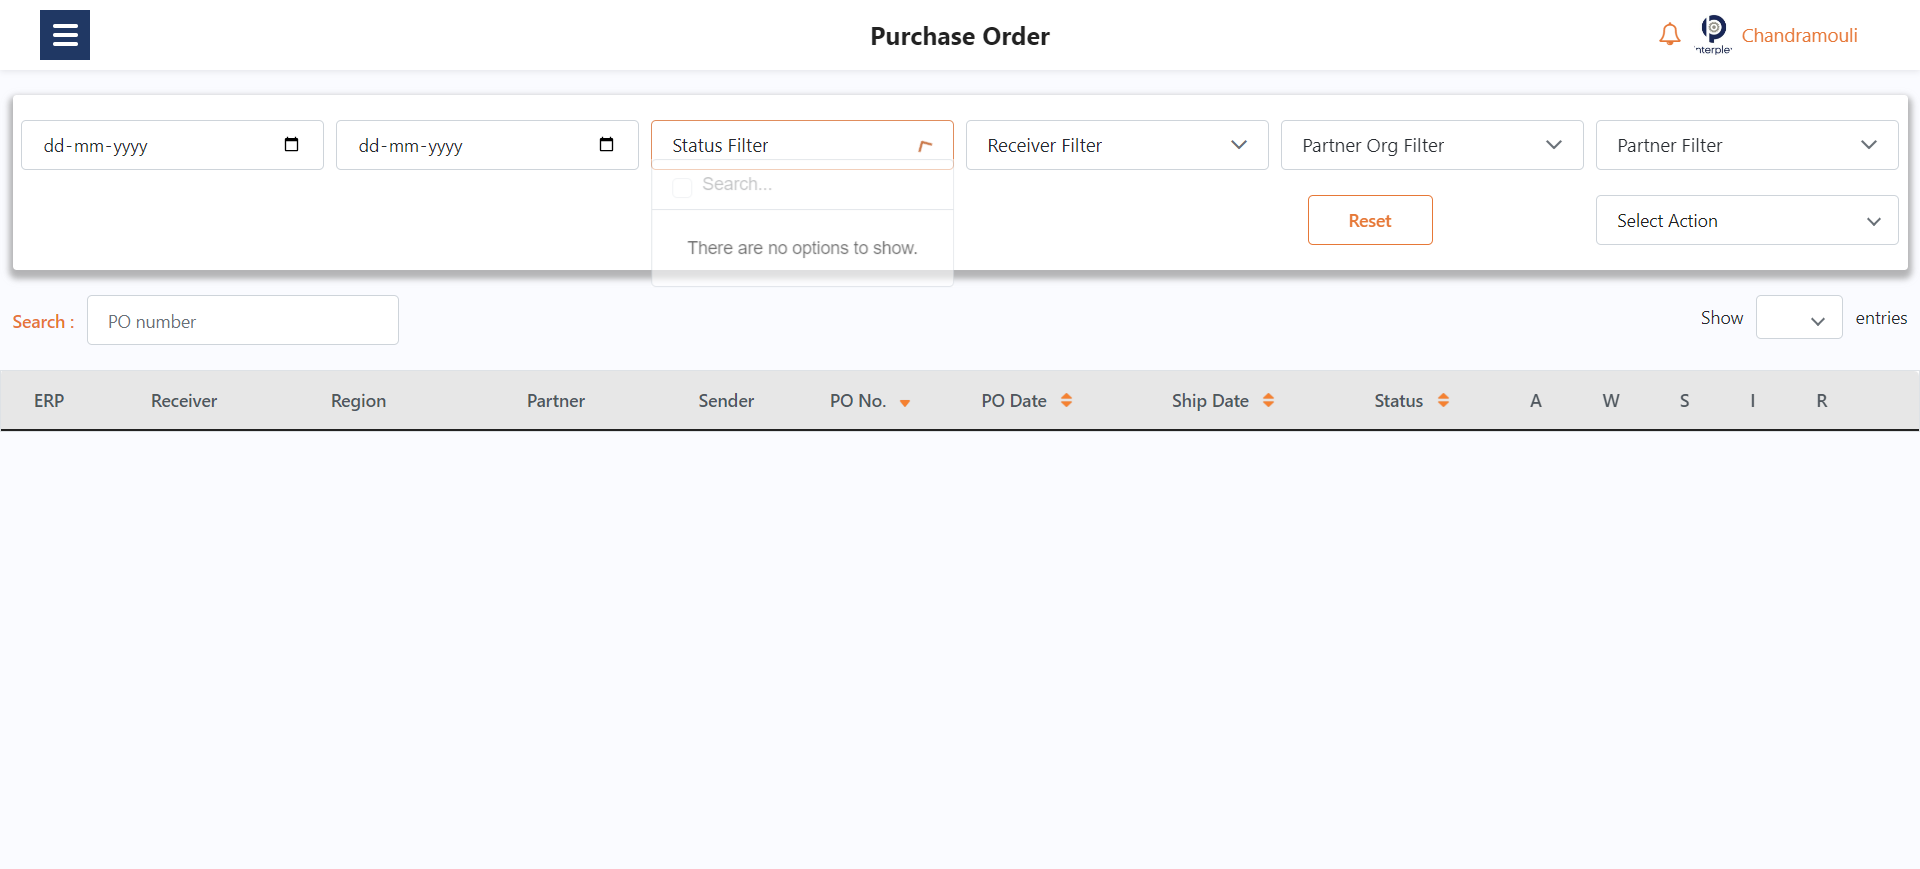 Purchase Order
nterple
Chandramouli
dd-mm-yyyy
dd-mm-yyyy
Status Filter
Receiver Filter
Partner Org Filter
Partner Filter
Search...
There are no options to show.
Reset
Select Action
Search :
PO number
Show
entries
ERP Receiver Region Partner Sender PO No. PO Date Ship Date Status A W S I R